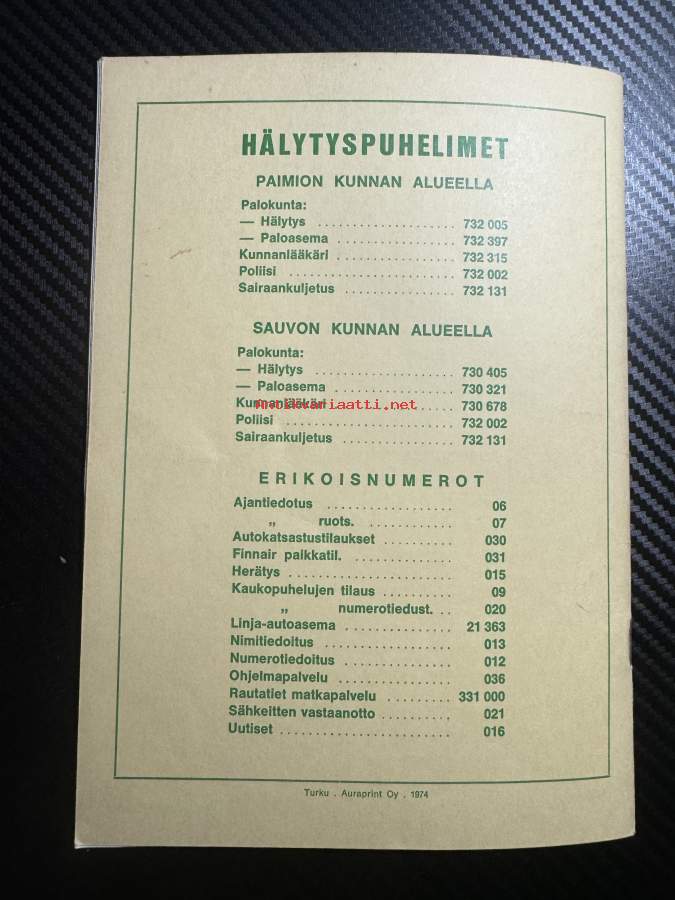 HÄLYTYSPUHELIMET
PAIMION KUNNAN ALUEELLA
Palokunta:
— Hälytys .................... 732 005
— Paloasema ................. 732 397
Kunnanlääkäri ................. 732 315
Poliisi ........................ 732 002
Sairaankuljetus ................ 732 131
SAUVON KUNNAN ALUEELLA
Palokunta:
— Hälytys .................... 730 405
— Paloasema ................. 730 321
Kunnanlääkäri ................. 730 678
Antikvariaatti.net
Poliisi ........................ 732 002
Sairaankuljetus ................ 732 131
ERIKOISNUMEROT
Ajantiedotus ................... 06
„ ruots. ............ 07
Autokatsastustilaukset .......... 030
Finnair paikkatil. .............. 031
Herätys ........................ 015
Kaukopuhelujen tilaus .......... 09
„ numerotiedust. .. 020
Linja-autoasema ................ 21 363
Nimitiedoitus ................... 013
Numerotiedoitus ................ 012
Ohjelmapalvelu ................. 036
Rautatiet matkapalvelu ......... 331 000
Sähkeitten vastaanotto .......... 021
Uutiset ......................... 016
Turku . Auraprint Oy . 1974